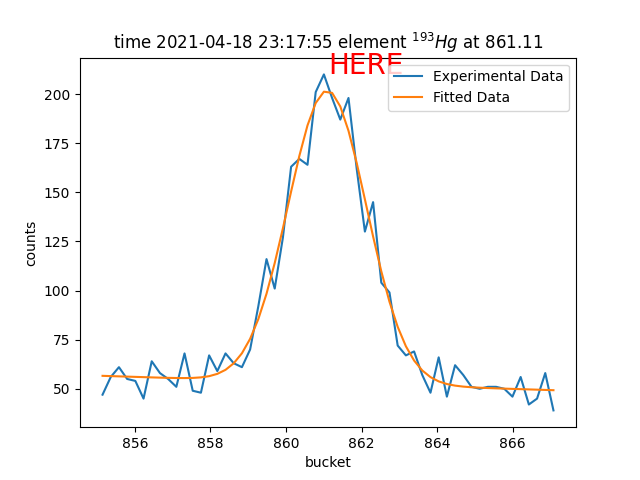 time 2021-04-18 23:17:55 element ¹⁹³Hg at 861.11
HERE
Experimental Data
Fitted Data
200
175
150
125
100
75
50
counts
856 858 860 862 864 866
bucket